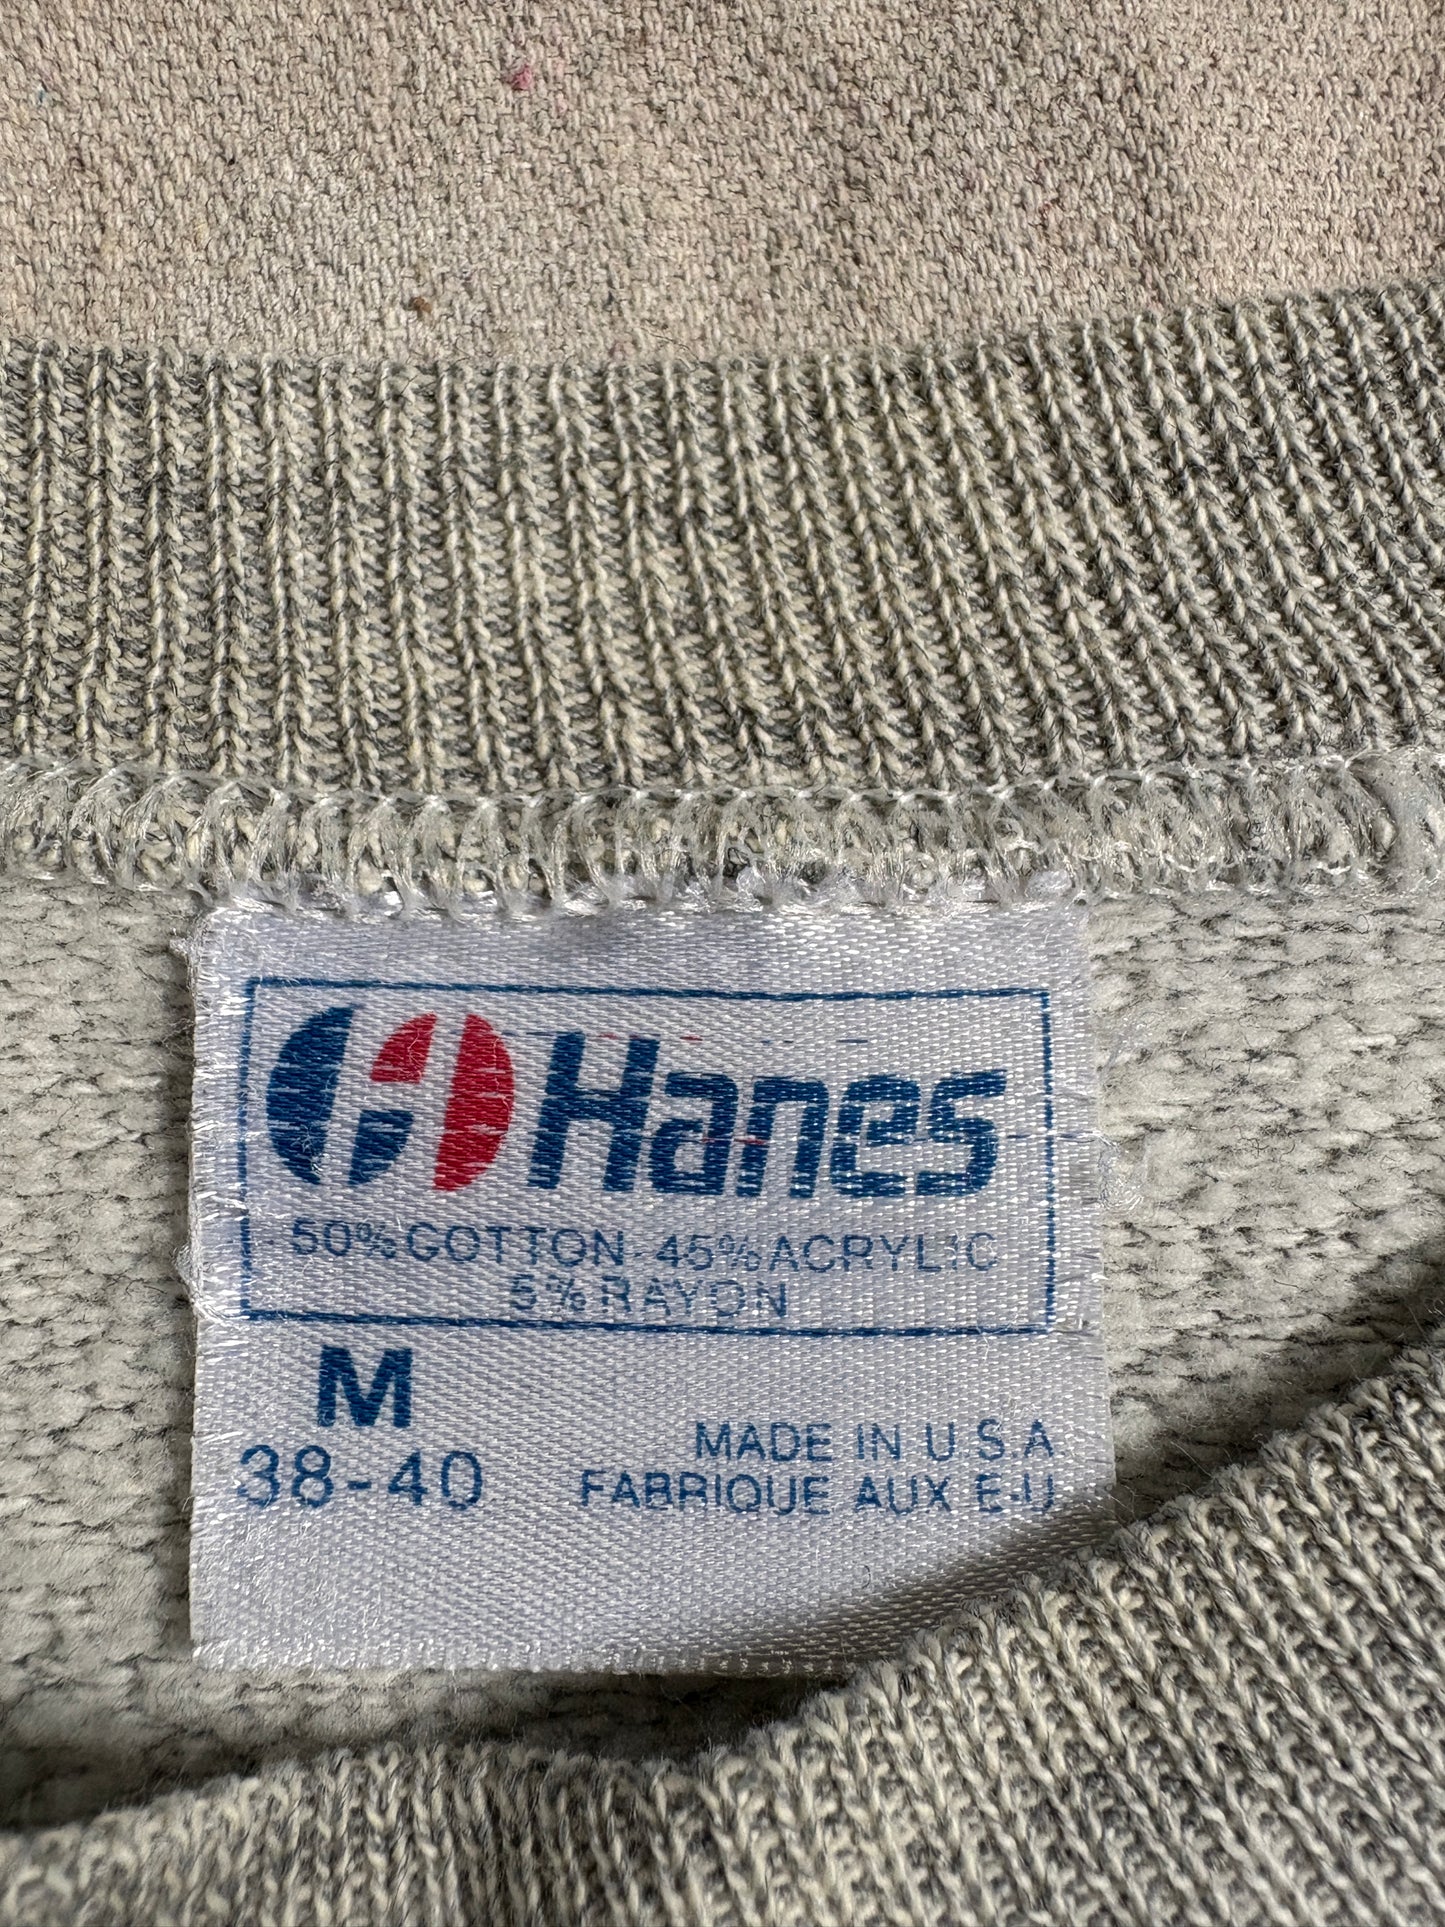 Hanes
50% COTTON-45% ACRYLIC
5% RAYON
M
38-40
MADE IN U.S.A.
FABRIQUE AUX E-U